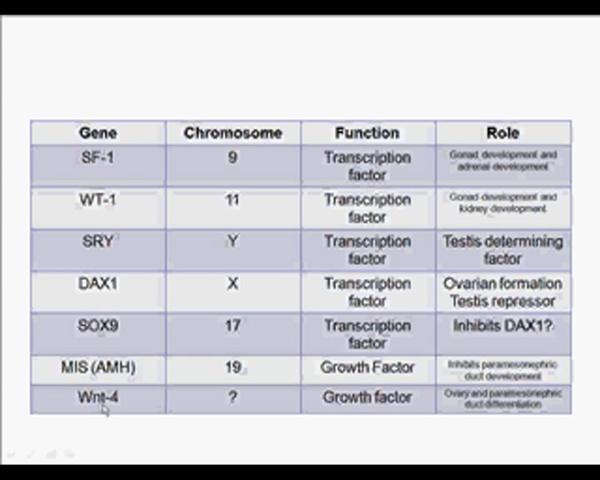 Gene Chromosome Function Role
SF-1 9 Transcription factor Gonad development and adrenal development
WT-1 11 Transcription factor Gonad development and kidney development
SRY Y Transcription factor Testis determining factor
DAX1 X Transcription factor Ovarian formation Testis repressor
SOX9 17 Transcription factor Inhibits DAX1?
MIS (AMH) 19 Growth Factor Inhibits paramesonephric duct development
Wnt-4 ? Growth factor Ovary and paramesonephric duct differentiation